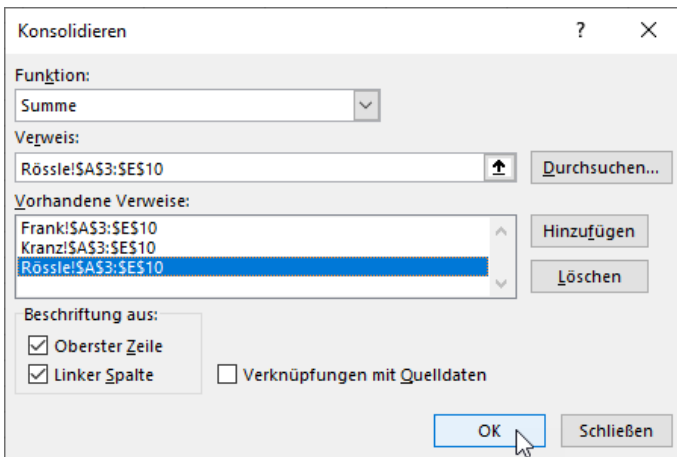 Konsolidieren ?
Funktion:
Summe
Verweis:
Rössle!$A$3:$E$10
Durchsuchen...
Vorhandene Verweise:
Frank!$A$3:$E$10
Kranz!$A$3:$E$10
Rössle!$A$3:$E$10
Hinzufügen
Löschen
Beschriftung aus:
Oberster Zeile
Linker Spalte
Verknüpfungen mit Quelldaten
OK
Schließen